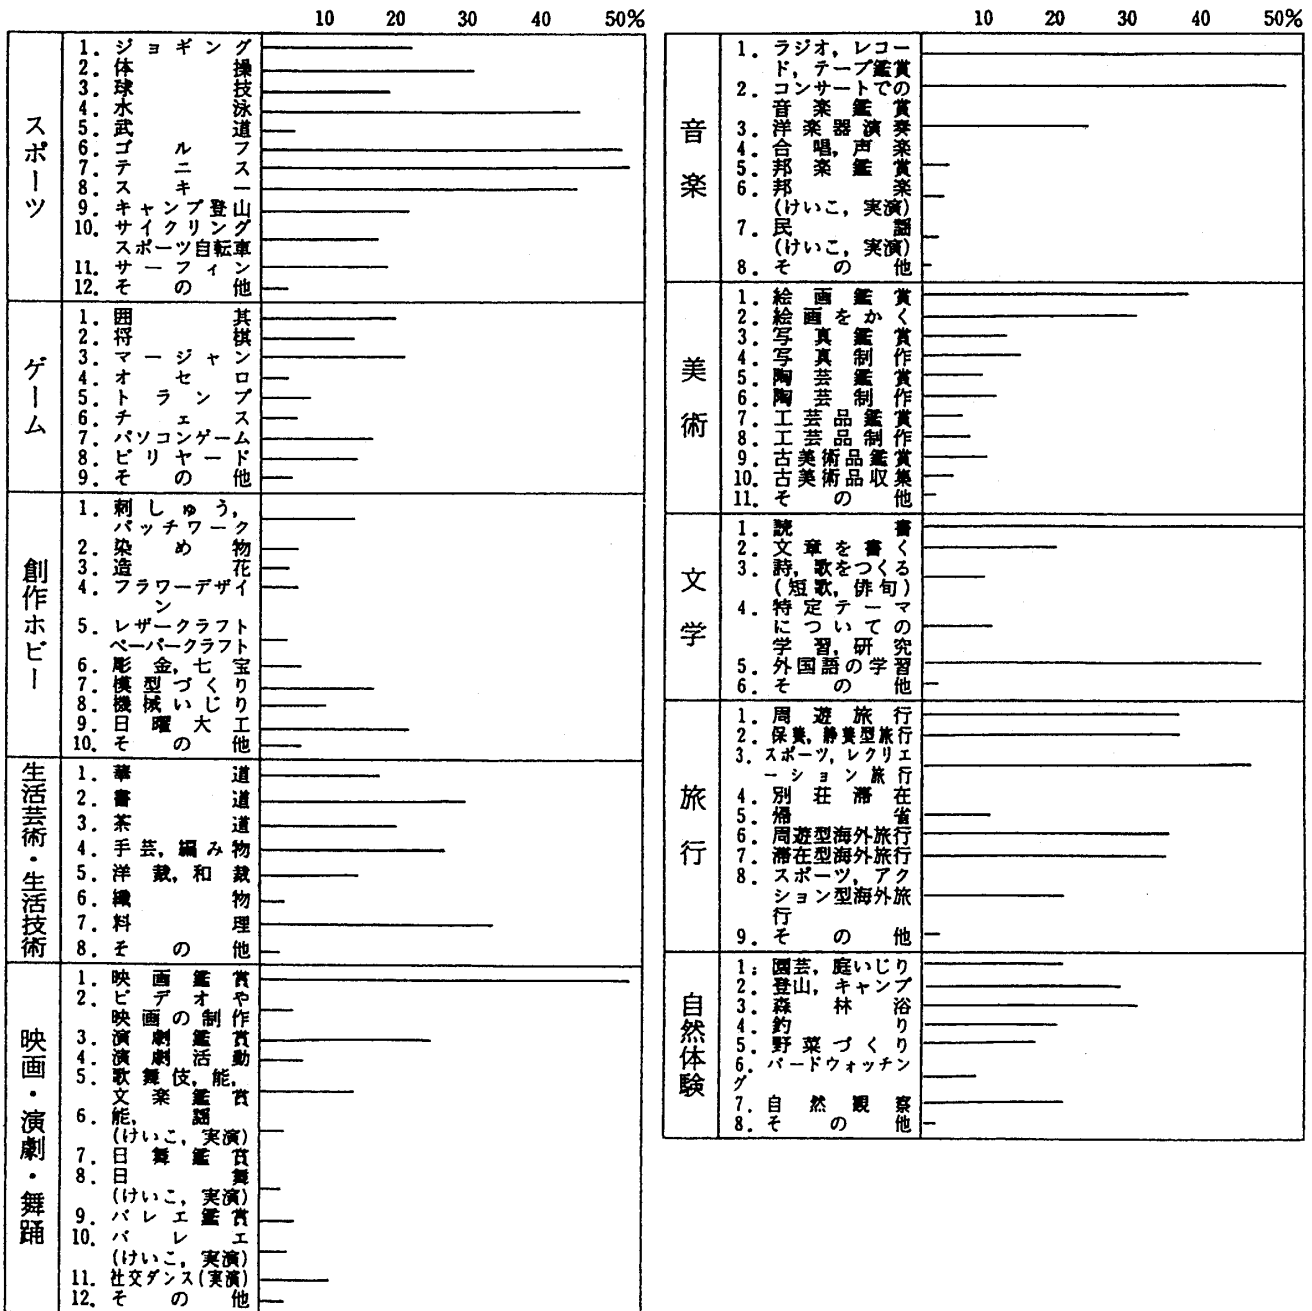 10 20 30 40 50%
スポーツ
1. ジョギング
2. 体操
3. 球技
4. 水泳
5. 武道
6. ゴルフ
7. テニス
8. スキー
9. キャンプ登山
10. サイクリング
スポーツ自転車
11. サーフィン
12. その他
ゲーム
1. 囲其
2. 将棋
3. マージャン
4. オセロ
5. トランプ
6. チェス
7. パソコンゲーム
8. ビリヤード
9. その他
創作ホビー
1. 刺しゅう,
パッチワーク
2. 染め物
3. 造花
4. フラワーデザイ
ン
5. レザークラフト
ペーパークラフト
6. 彫金,七宝
7. 模型づくり
8. 機械いじり
9. 日曜大工
10. その他
生活芸術・生活技術
1. 華道
2. 書道
3. 茶道
4. 手芸,編み物
5. 洋裁,和裁
6. 織物
7. 料理
8. その他
映画・演劇・舞踊
1. 映画鑑賞
2. ビデオや
映画の制作
3. 演劇鑑賞
4. 演劇活動
5. 歌舞伎,能,
文楽鑑賞
6. 能,謡
(けいこ,実演)
7. 日舞鑑賞
8. 日舞
(けいこ,実演)
9. バレエ鑑賞
10. バレエ
(けいこ,実演)
11. 社交ダンス(実演)
12. その他
10 20 30 40 50%
音楽
1. ラジオ,レコー
ド,テープ鑑賞
2. コンサートでの
音楽鑑賞
3. 洋楽器演奏
4. 合唱,声楽
5. 邦楽鑑賞
6. 邦楽
(けいこ,実演)
7. 民謡
(けいこ,実演)
8. その他
美術
1. 絵画鑑賞
2. 絵画をかく
3. 写真鑑賞
4. 写真制作
5. 陶芸鑑賞
6. 陶芸制作
7. 工芸品鑑賞
8. 工芸品制作
9. 古美術品鑑賞
10. 古美術品収集
11. その他
文学
1. 読書
2. 文章を書く
3. 詩,歌をつくる
(短歌,俳句)
4. 特定テーマ
についての
学習,研究
5. 外国語の学習
6. その他
旅行
1. 周遊旅行
2. 保養,静養型旅行
3. スポーツ,レクリエ
ーション旅行
4. 別荘滞在
5. 帰省
6. 周遊型海外旅行
7. 滞在型海外旅行
8. スポーツ,アク
ション型海外旅
行
9. その他
自然体験
1. 園芸,庭いじり
2. 登山,キャンプ
3. 森林浴
4. 釣り
5. 野菜づくり
6. バードウォッチン
グ
7. 自然観察
8. その他